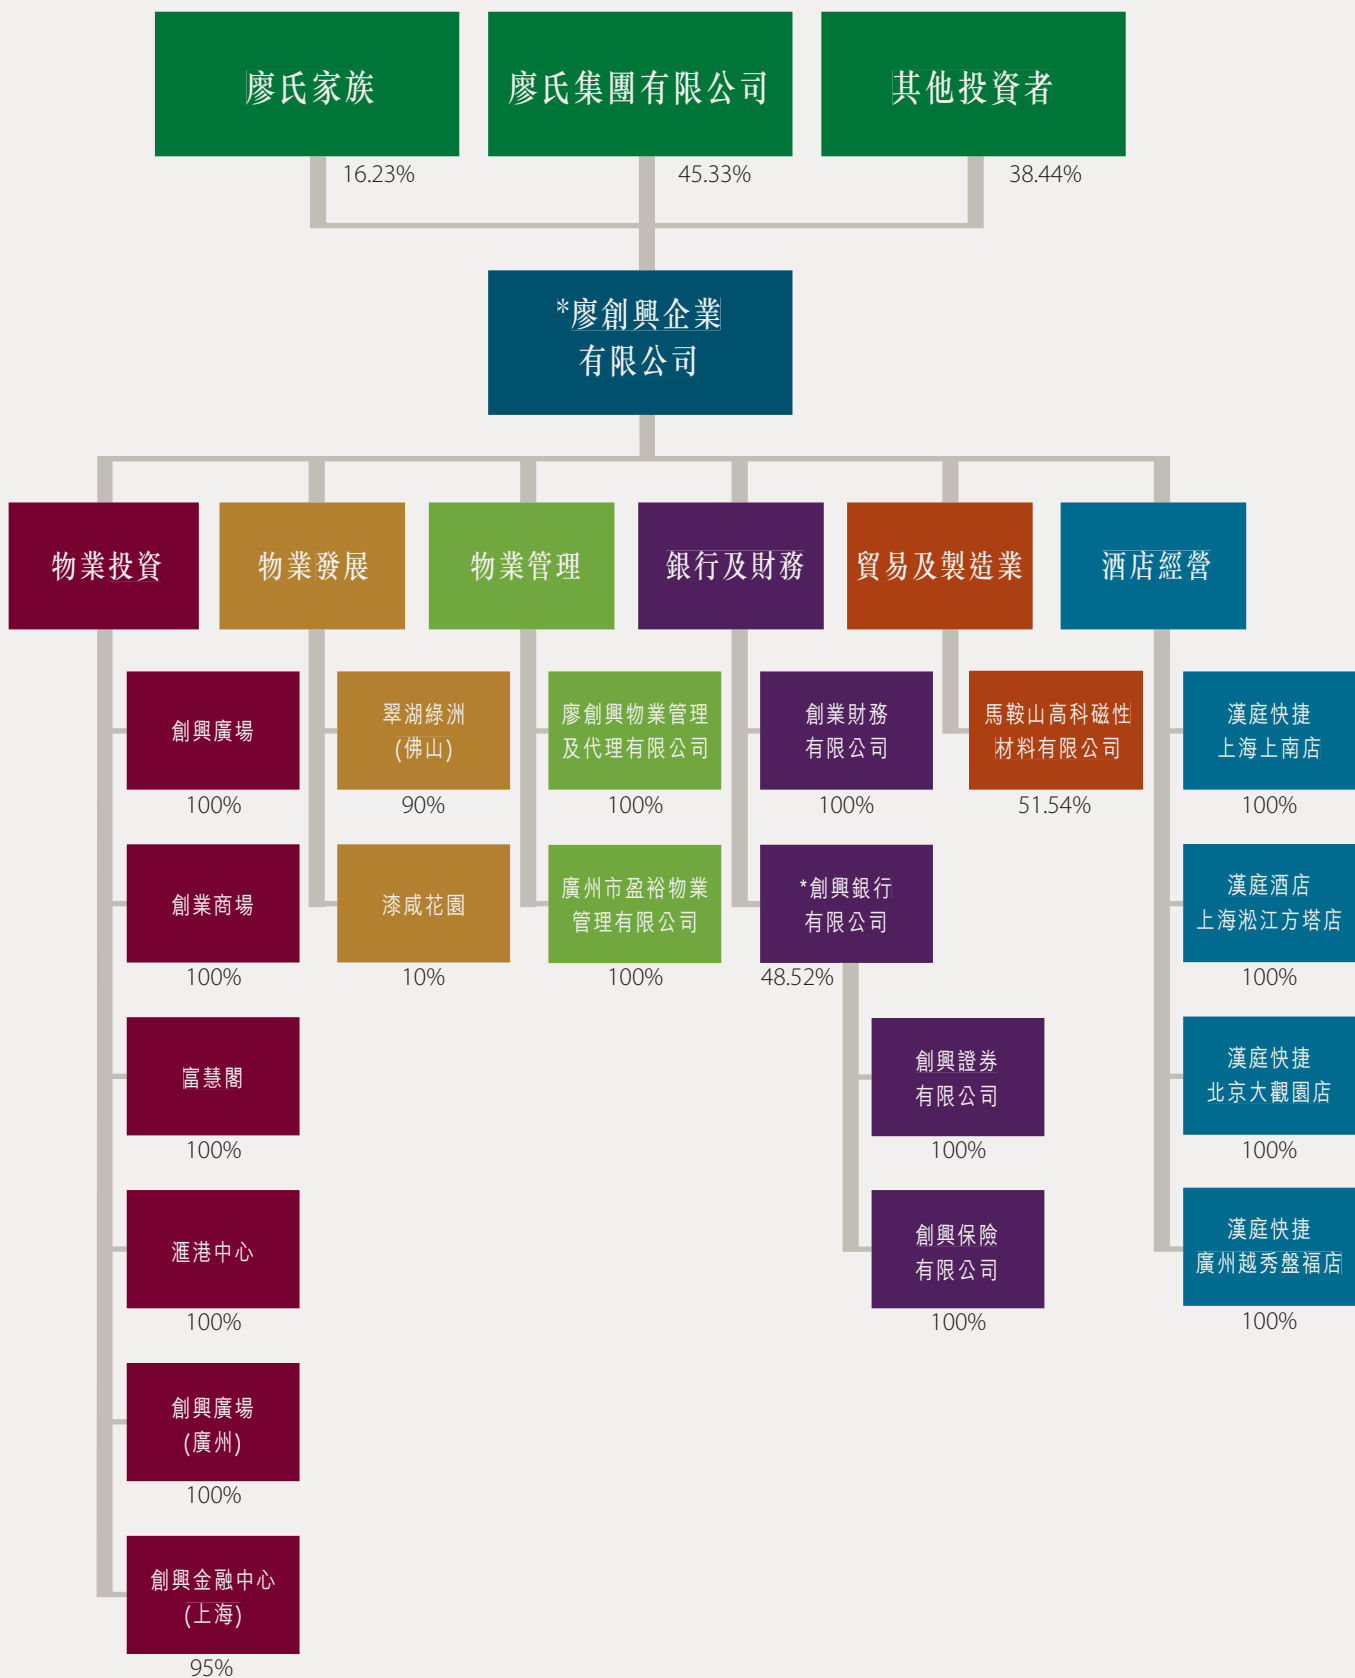 廖氏家族
廖氏集團有限公司
其他投資者
16.23%
45.33%
38.44%
*廖創興企業
有限公司
物業投資
物業發展
物業管理
銀行及財務
貿易及製造業
酒店經營
創興廣場
100%
創業商場
100%
富慧閣
100%
滙港中心
100%
創興廣場
(廣州)
100%
創興金融中心
(上海)
95%
翠湖綠洲
(佛山)
90%
漆咸花園
10%
廖創興物業管理
及代理有限公司
100%
廣州市盈裕物業
管理有限公司
100%
創業財務
有限公司
100%
*創興銀行
有限公司
48.52%
創興證券
有限公司
100%
創興保險
有限公司
100%
馬鞍山高科磁性
材料有限公司
51.54%
漢庭快捷
上海上南店
100%
漢庭酒店
上海淞江方塔店
100%
漢庭快捷
北京大觀園店
100%
漢庭快捷
廣州越秀盤福店
100%